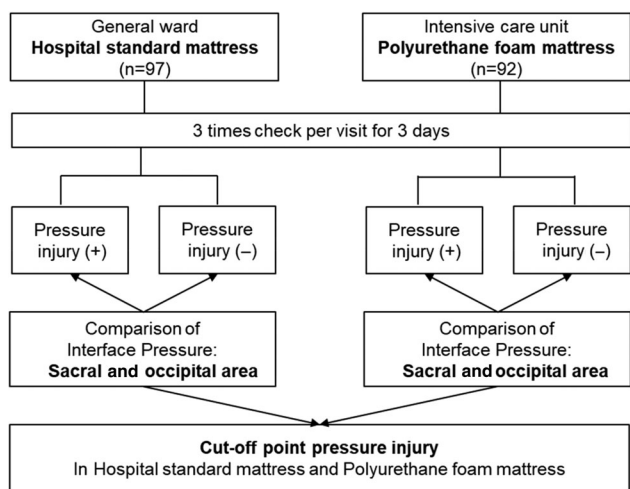 General ward
Hospital standard mattress
(n=97)
Intensive care unit
Polyurethane foam mattress
(n=92)
3 times check per visit for 3 days
Pressure
injury (+)
Pressure
injury (–)
Pressure
injury (+)
Pressure
injury (–)
Comparison of
Interface Pressure:
Sacral and occipital area
Comparison of
Interface Pressure:
Sacral and occipital area
Cut-off point pressure injury
In Hospital standard mattress and Polyurethane foam mattress